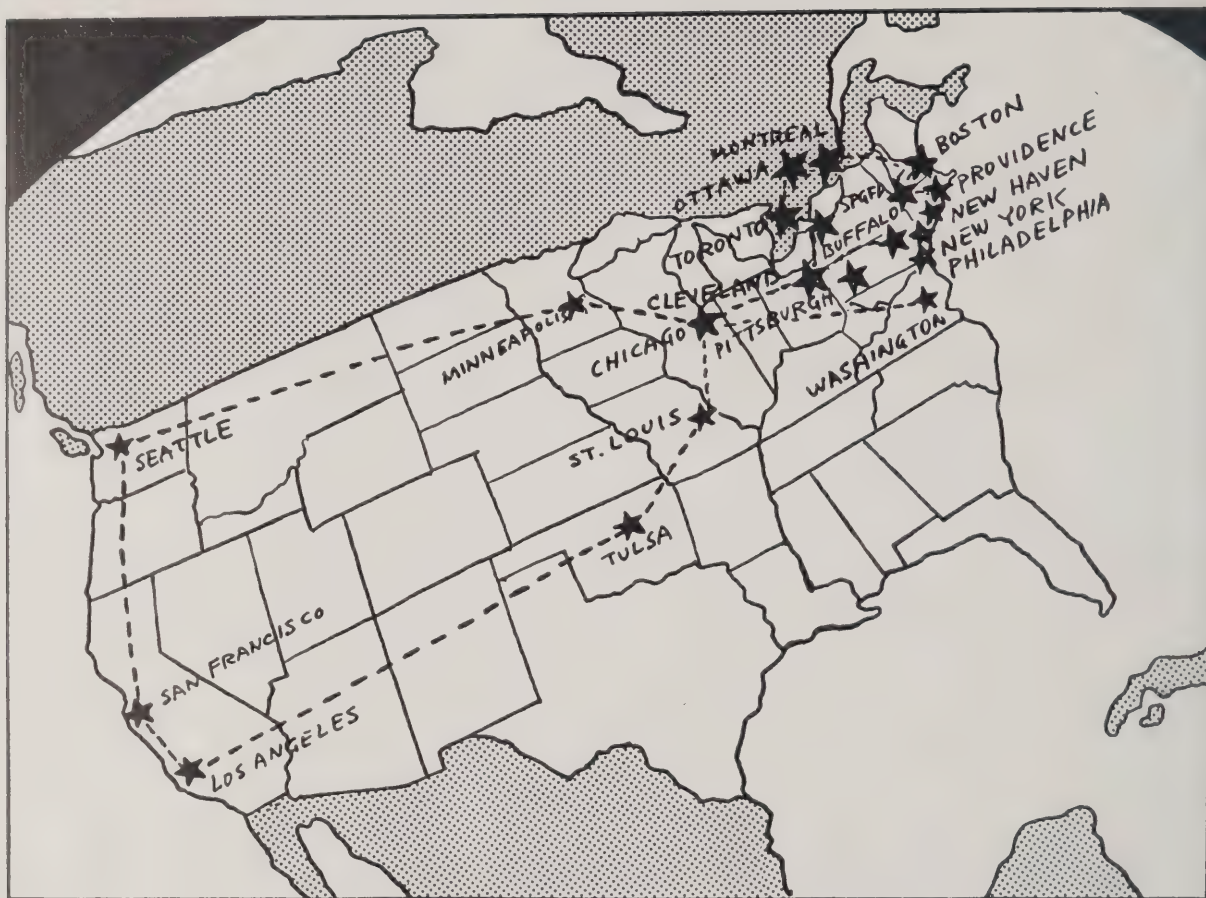 MONTREAL
BOSTON
OTTAWA
PROVIDENCE
SPGFD
NEW HAVEN
TORONTO
BUFFALO
NEW YORK
PHILADELPHIA
CLEVELAND
PITTSBURGH
MINNEAPOLIS
CHICAGO
WASHINGTON
SEATTLE
ST. LOUIS
TULSA
SAN FRANCISCO
LOS ANGELES